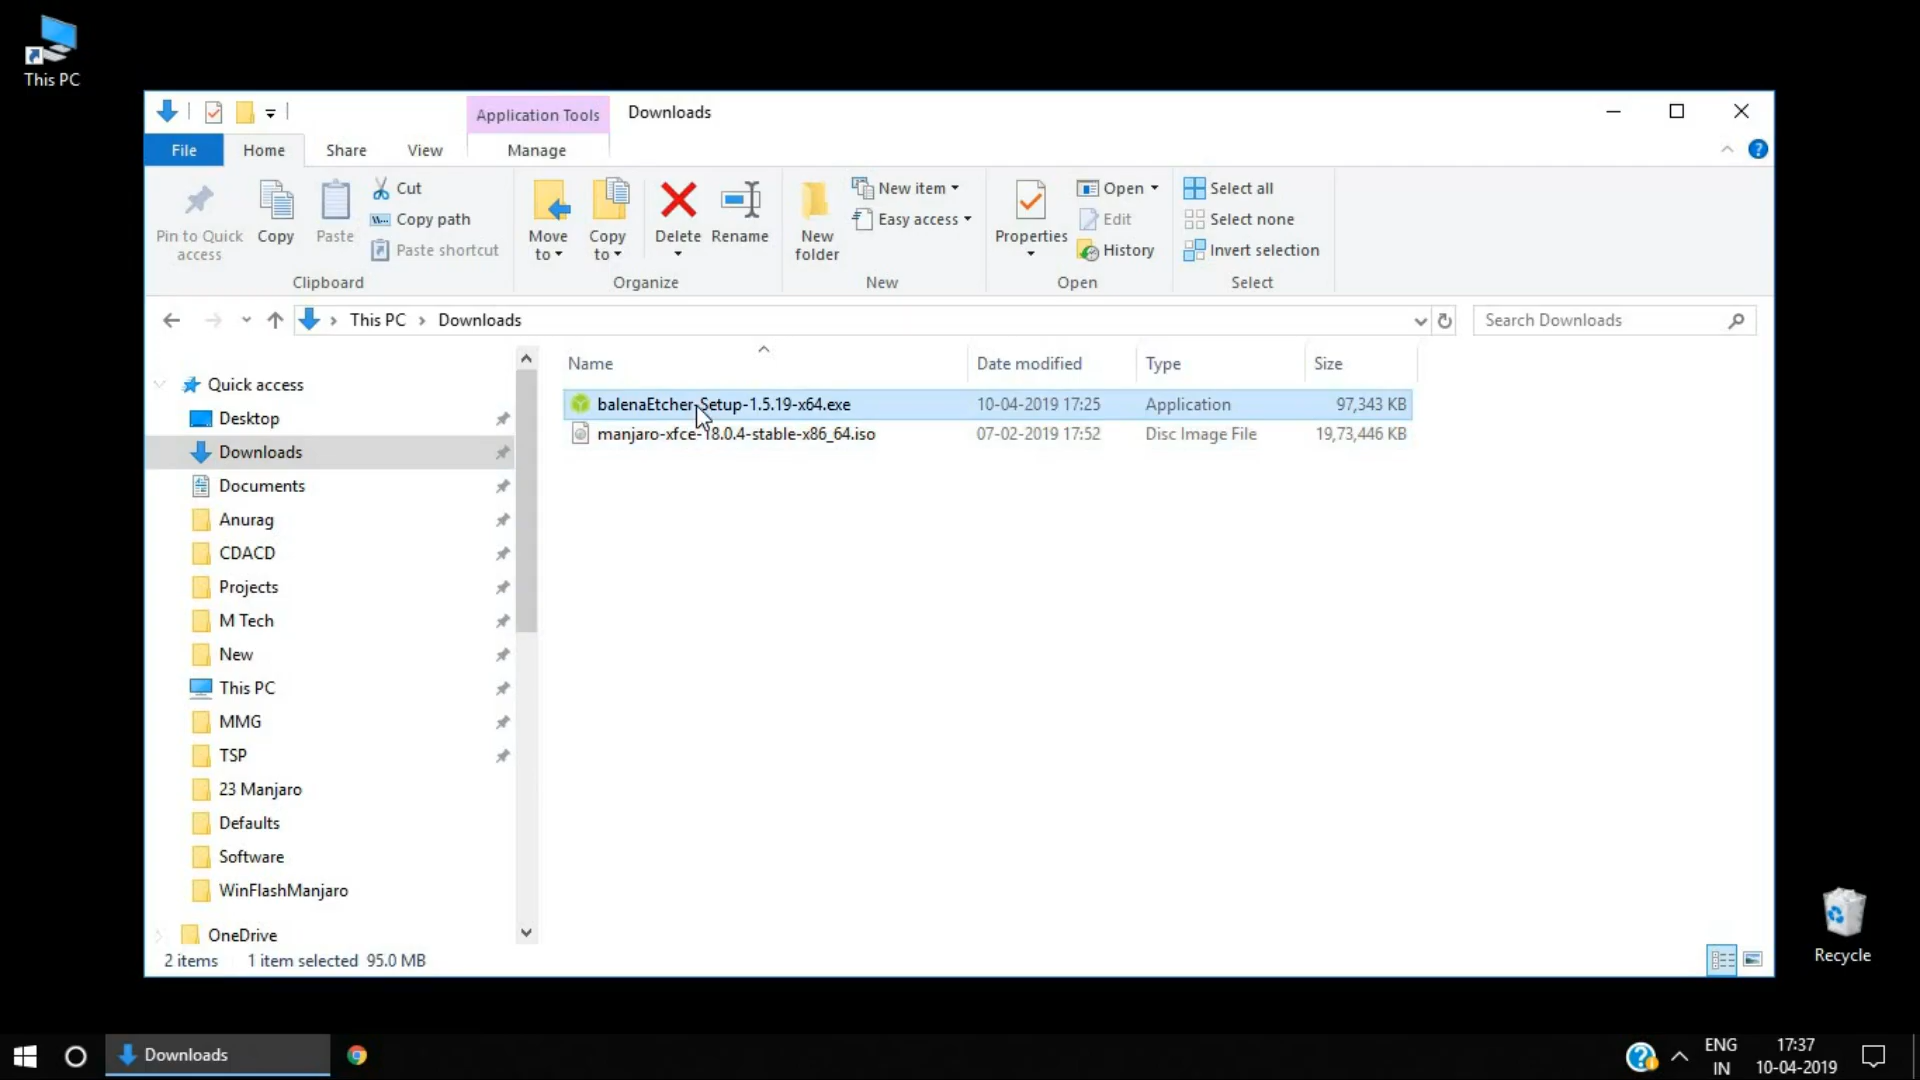 This PC
Application Tools
Downloads
File
Home
Share
View
Manage
Pin to Quick access
Copy
Paste
Cut
Copy path
Paste shortcut
Clipboard
Move to
Copy to
Delete
Rename
Organize
New folder
New item
Easy access
New
Properties
Open
Edit
History
Open
Select all
Select none
Invert selection
Select
This PC > Downloads
Search Downloads
Quick access
Desktop
Downloads
Documents
Anurag
CDACD
Projects
M Tech
New
This PC
MMG
TSP
23 Manjaro
Defaults
Software
WinFlashManjaro
OneDrive
Name Date modified Type Size
balenaEtcher-Setup-1.5.19-x64.exe 10-04-2019 17:25 Application 97,343 KB
manjaro-xfce-18.0.4-stable-x86_64.iso 07-02-2019 17:52 Disc Image File 19,73,446 KB
2 items 1 item selected 95.0 MB
Recycle
Downloads
ENG
IN
17:37
10-04-2019